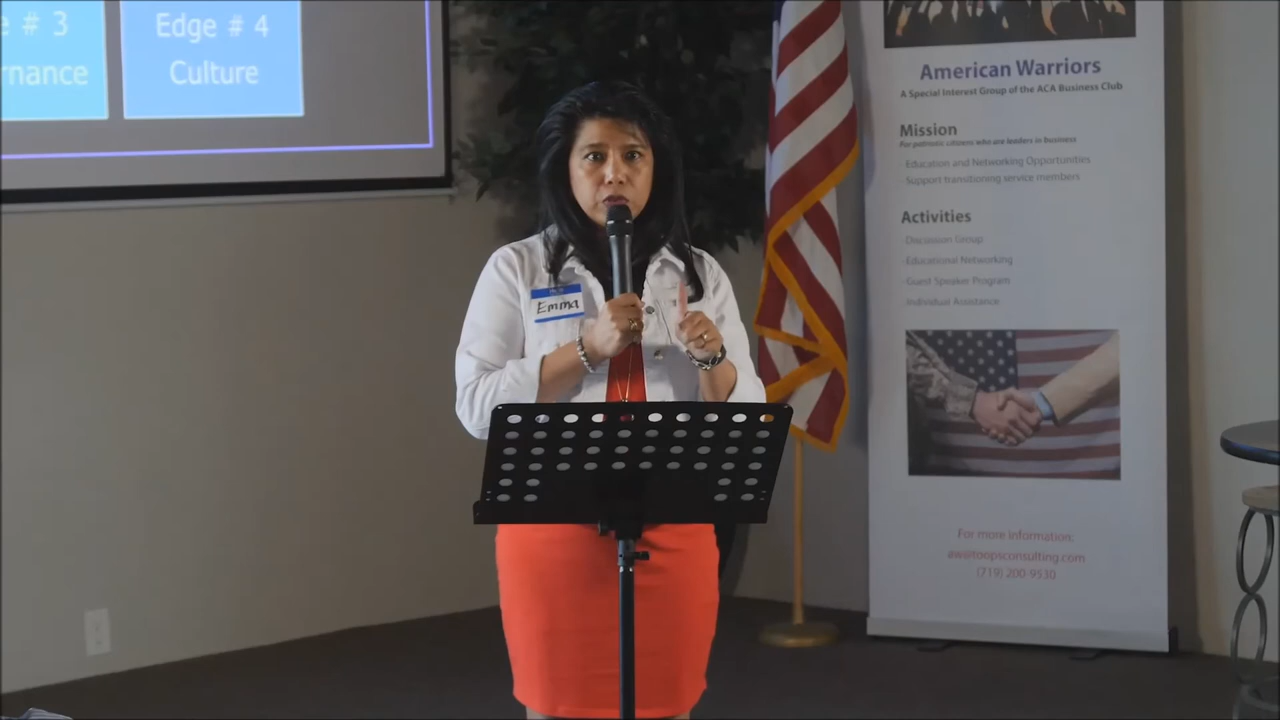 e # 3
rnance
Edge # 4
Culture
Emma
American Warriors
A Special Interest Group of the ACA Business Club
Mission
For patriotic citizens who are leaders in business
- Education and Networking Opportunities
- Support transitioning service members
Activities
- Discussion Group
- Educational Networking
- Guest Speaker Program
- Individual Assistance
For more information:
aw@toopsconsulting.com
(719) 200-9530